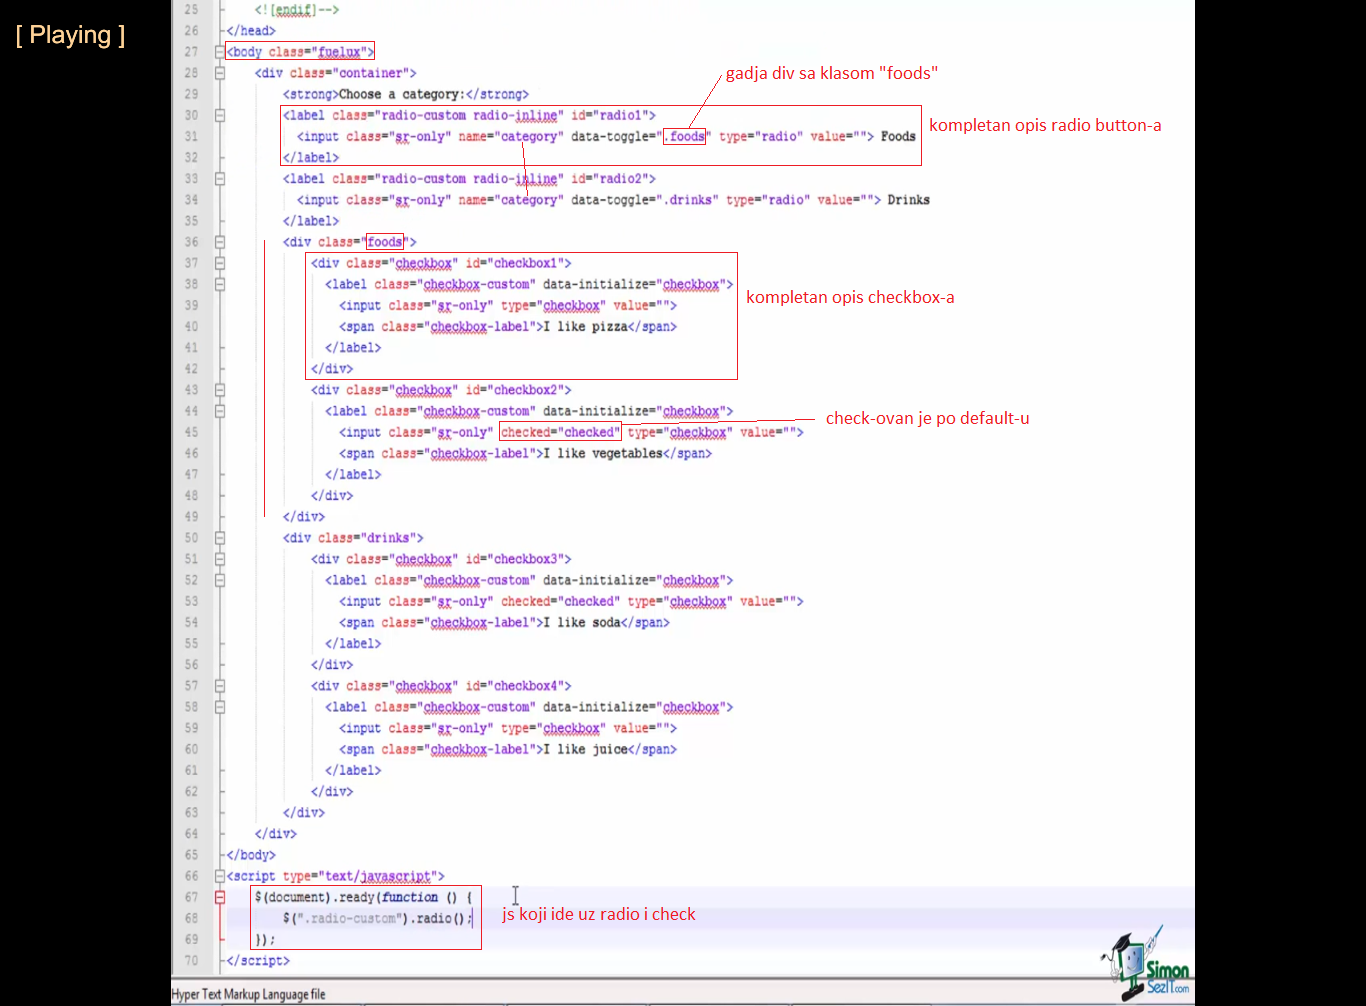 [ Playing ]
25 <![endif]-->
26 </head>
27 <body class="fuelux">
28 <div class="container">
gadja div sa klasom "foods"
29 <strong>Choose a category:</strong>
30 <label class="radio-custom radio-inline" id="radio1">
kompletan opis radio button-a
31 <input class="sr-only" name="category" data-toggle=".foods" type="radio" value=""> Foods
32 </label>
33 <label class="radio-custom radio-inline" id="radio2">
34 <input class="sr-only" name="category" data-toggle=".drinks" type="radio" value=""> Drinks
35 </label>
36 <div class="foods">
37 <div class="checkbox" id="checkbox1">
38 <label class="checkbox-custom" data-initialize="checkbox">
kompletan opis checkbox-a
39 <input class="sr-only" type="checkbox" value="">
40 <span class="checkbox-label">I like pizza</span>
41 </label>
42 </div>
43 <div class="checkbox" id="checkbox2">
44 <label class="checkbox-custom" data-initialize="checkbox">
check-ovan je po default-u
45 <input class="sr-only" checked="checked" type="checkbox" value="">
46 <span class="checkbox-label">I like vegetables</span>
47 </label>
48 </div>
49 </div>
50 <div class="drinks">
51 <div class="checkbox" id="checkbox3">
52 <label class="checkbox-custom" data-initialize="checkbox">
53 <input class="sr-only" checked="checked" type="checkbox" value="">
54 <span class="checkbox-label">I like soda</span>
55 </label>
56 </div>
57 <div class="checkbox" id="checkbox4">
58 <label class="checkbox-custom" data-initialize="checkbox">
59 <input class="sr-only" type="checkbox" value="">
60 <span class="checkbox-label">I like juice</span>
61 </label>
62 </div>
63 </div>
64 </div>
65 </body>
66 <script type="text/javascript">
67 $(document).ready(function () {
68 $(".radio-custom").radio();
js koji ide uz radio i check
69 });
70 </script>
Simon
SezIT.com
Hyper Text Markup Language file